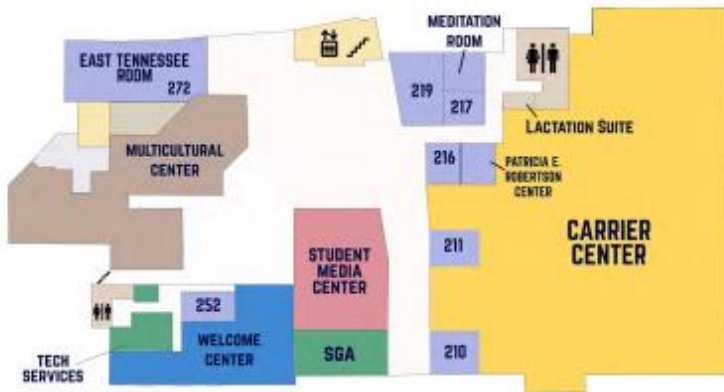 MEDITATION
ROOM
EAST TENNESSEE
ROOM
272
219
217
LACTATION SUITE
MULTICULTURAL
CENTER
216
PATRICIA E.
ROBERTSON
CENTER
CARRIER
CENTER
211
STUDENT
MEDIA
CENTER
252
WELCOME
CENTER
SGA
210
TECH
SERVICES